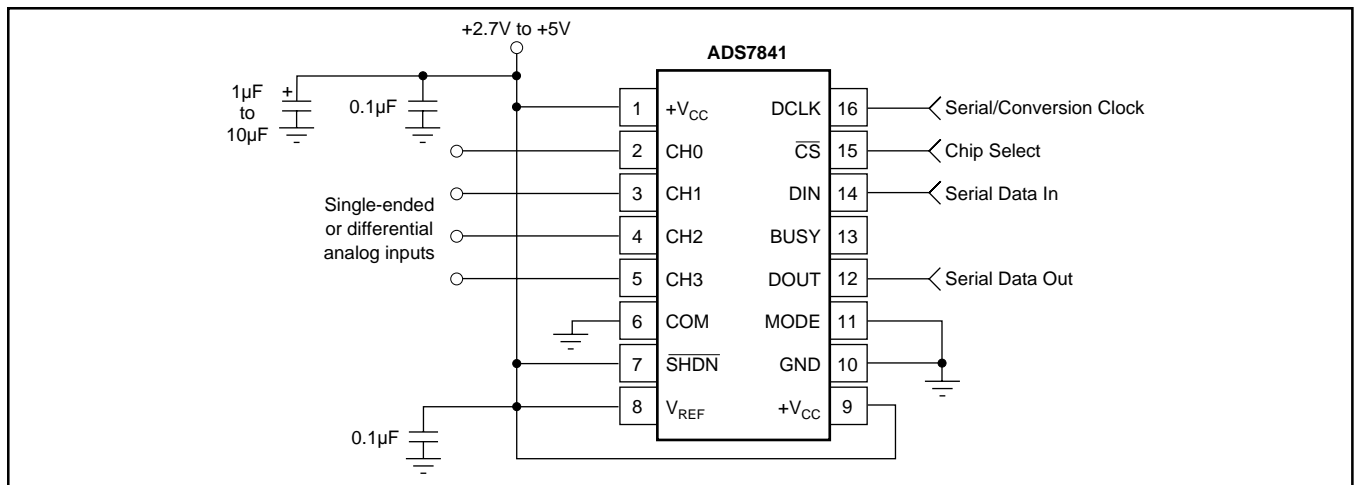 +2.7V to +5V
ADS7841
1µF
to
10µF
+
0.1µF
1 +VCC DCLK 16 Serial/Conversion Clock
2 CH0 CS 15 Chip Select
3 CH1 DIN 14 Serial Data In
Single-ended
or differential
analog inputs
4 CH2 BUSY 13
5 CH3 DOUT 12 Serial Data Out
6 COM MODE 11
7 SHDN GND 10
8 VREF +VCC 9
0.1µF